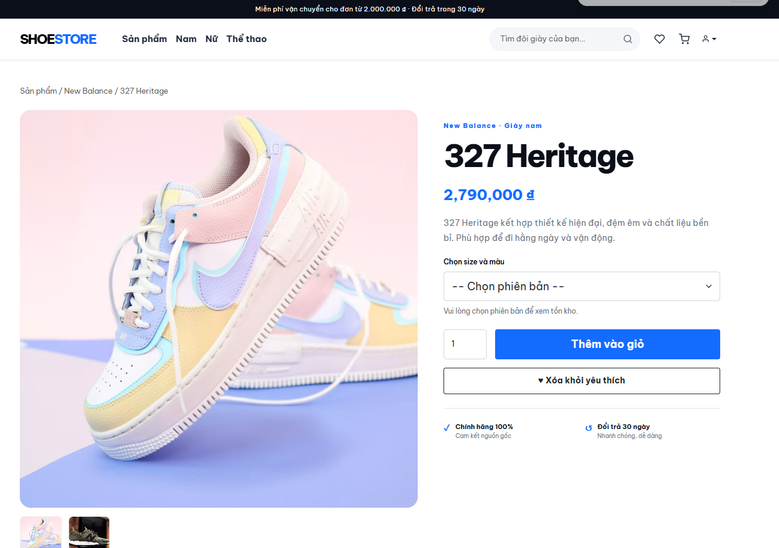 Miễn phí vận chuyển cho đơn từ 2.000.000 ₫ · Đổi trả trong 30 ngày
SHOESTORE
Sản phẩm
Nam
Nữ
Thể thao
Tìm đôi giày của bạn...
Sản phẩm / New Balance / 327 Heritage
New Balance · Giày nam
327 Heritage
2,790,000 ₫
327 Heritage kết hợp thiết kế hiện đại, đệm êm và chất liệu bền
bỉ. Phù hợp để đi hằng ngày và vận động.
Chọn size và màu
-- Chọn phiên bản --
Vui lòng chọn phiên bản để xem tồn kho.
1
Thêm vào giỏ
♥ Xóa khỏi yêu thích
✓ Chính hãng 100%
Cam kết nguồn gốc
↺ Đổi trả 30 ngày
Nhanh chóng, dễ dàng